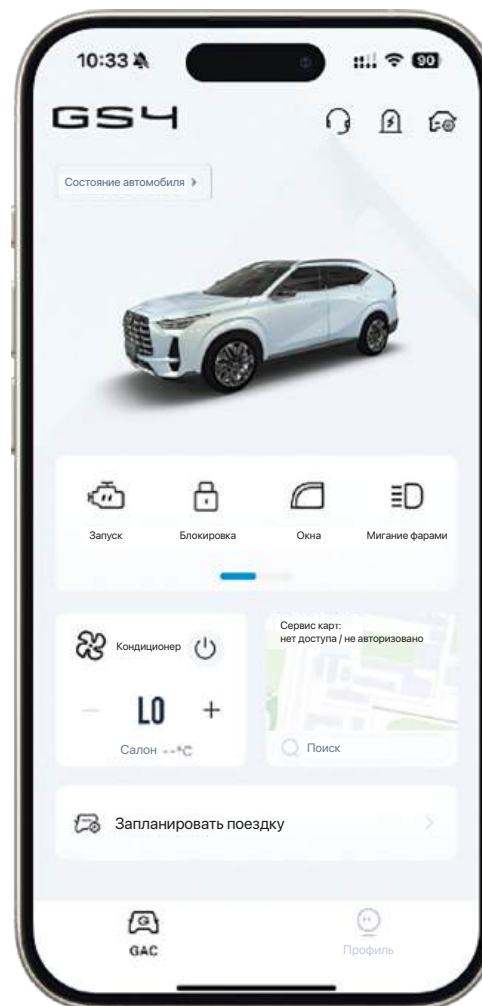 10:33
90
GS4
Состояние автомобиля >
Запуск
Блокировка
Окна
Мигание фарами
Кондиционер
LO
Салон --°C
Сервис карт:
нет доступа / не авторизовано
Поиск
Запланировать поездку
GAC
Профиль